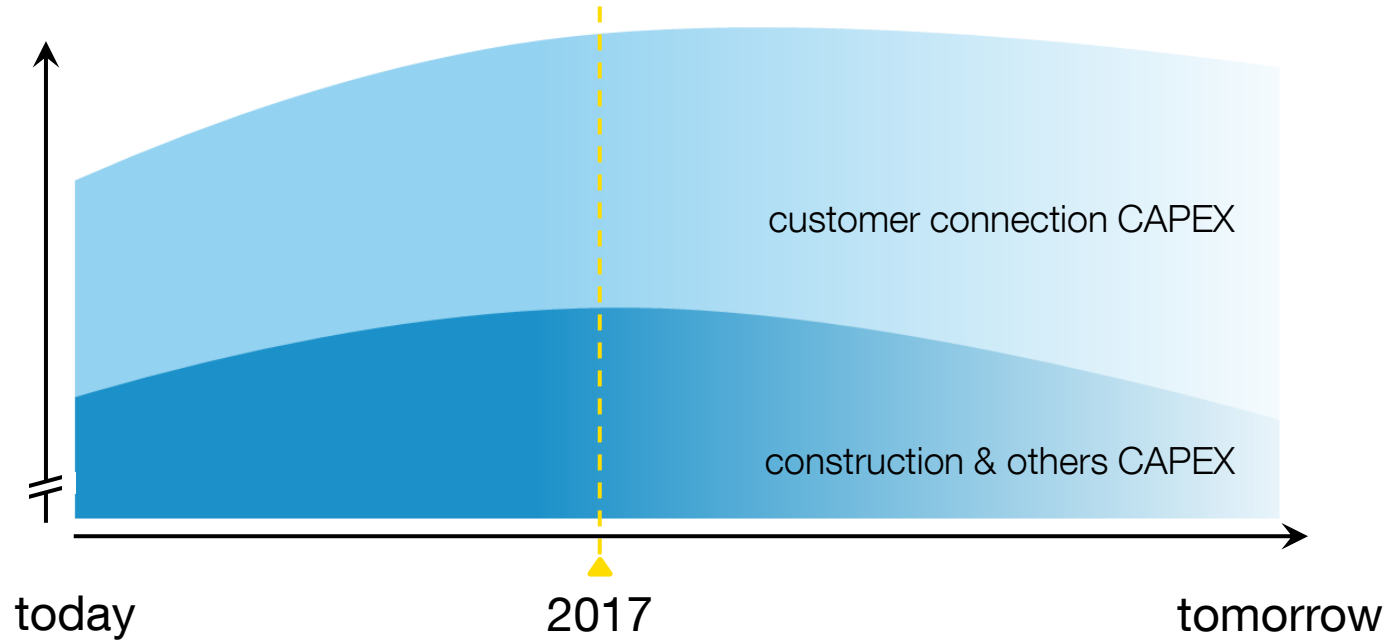 customer connection CAPEX
construction & others CAPEX
today
2017
tomorrow